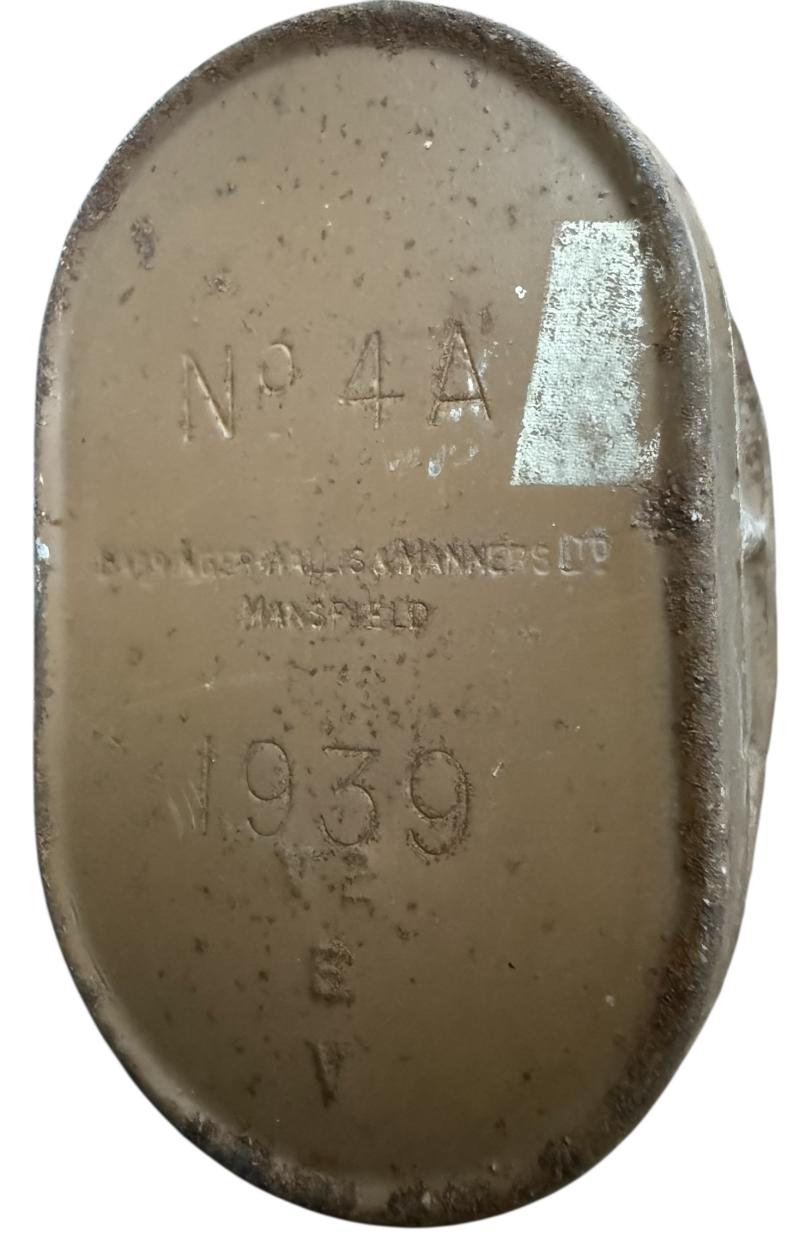 Nº 4A
BARRINGER WALLIS & MANNERS LTD
MANSFIELD
1939
V